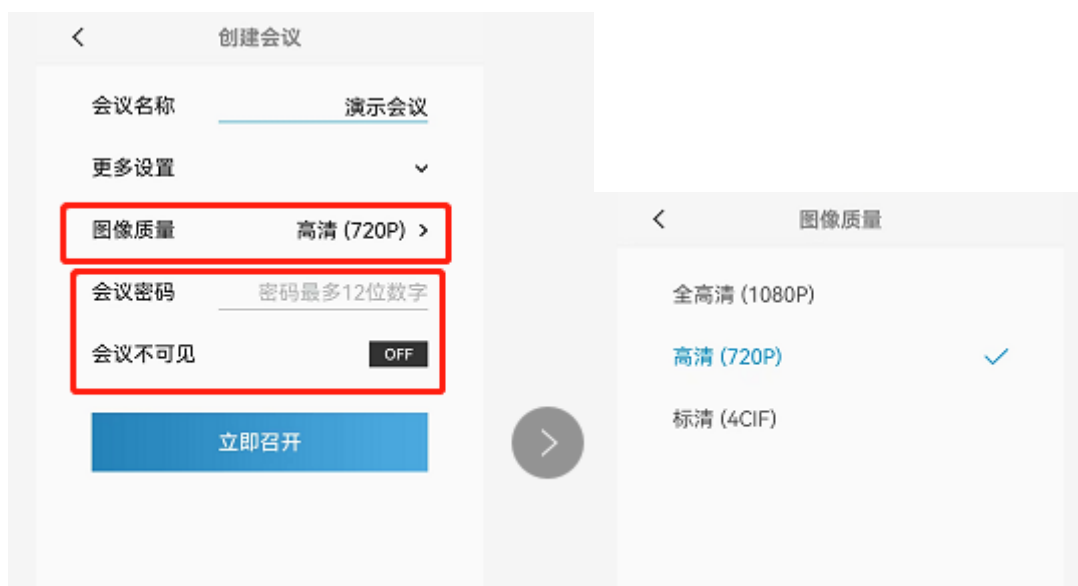 创建会议
会议名称 演示会议
更多设置
图像质量 高清 (720P)
会议密码 密码最多12位数字
会议不可见 OFF
立即召开
图像质量
全高清 (1080P)
高清 (720P)
标清 (4CIF)